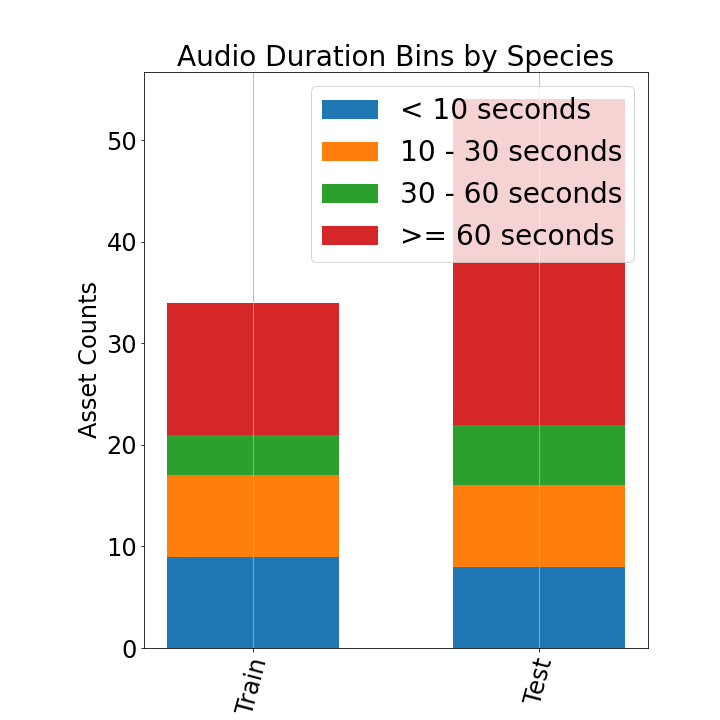 Audio Duration Bins by Species
< 10 seconds
10 - 30 seconds
30 - 60 seconds
>= 60 seconds
Asset Counts
50
40
30
20
10
0
Train
Test